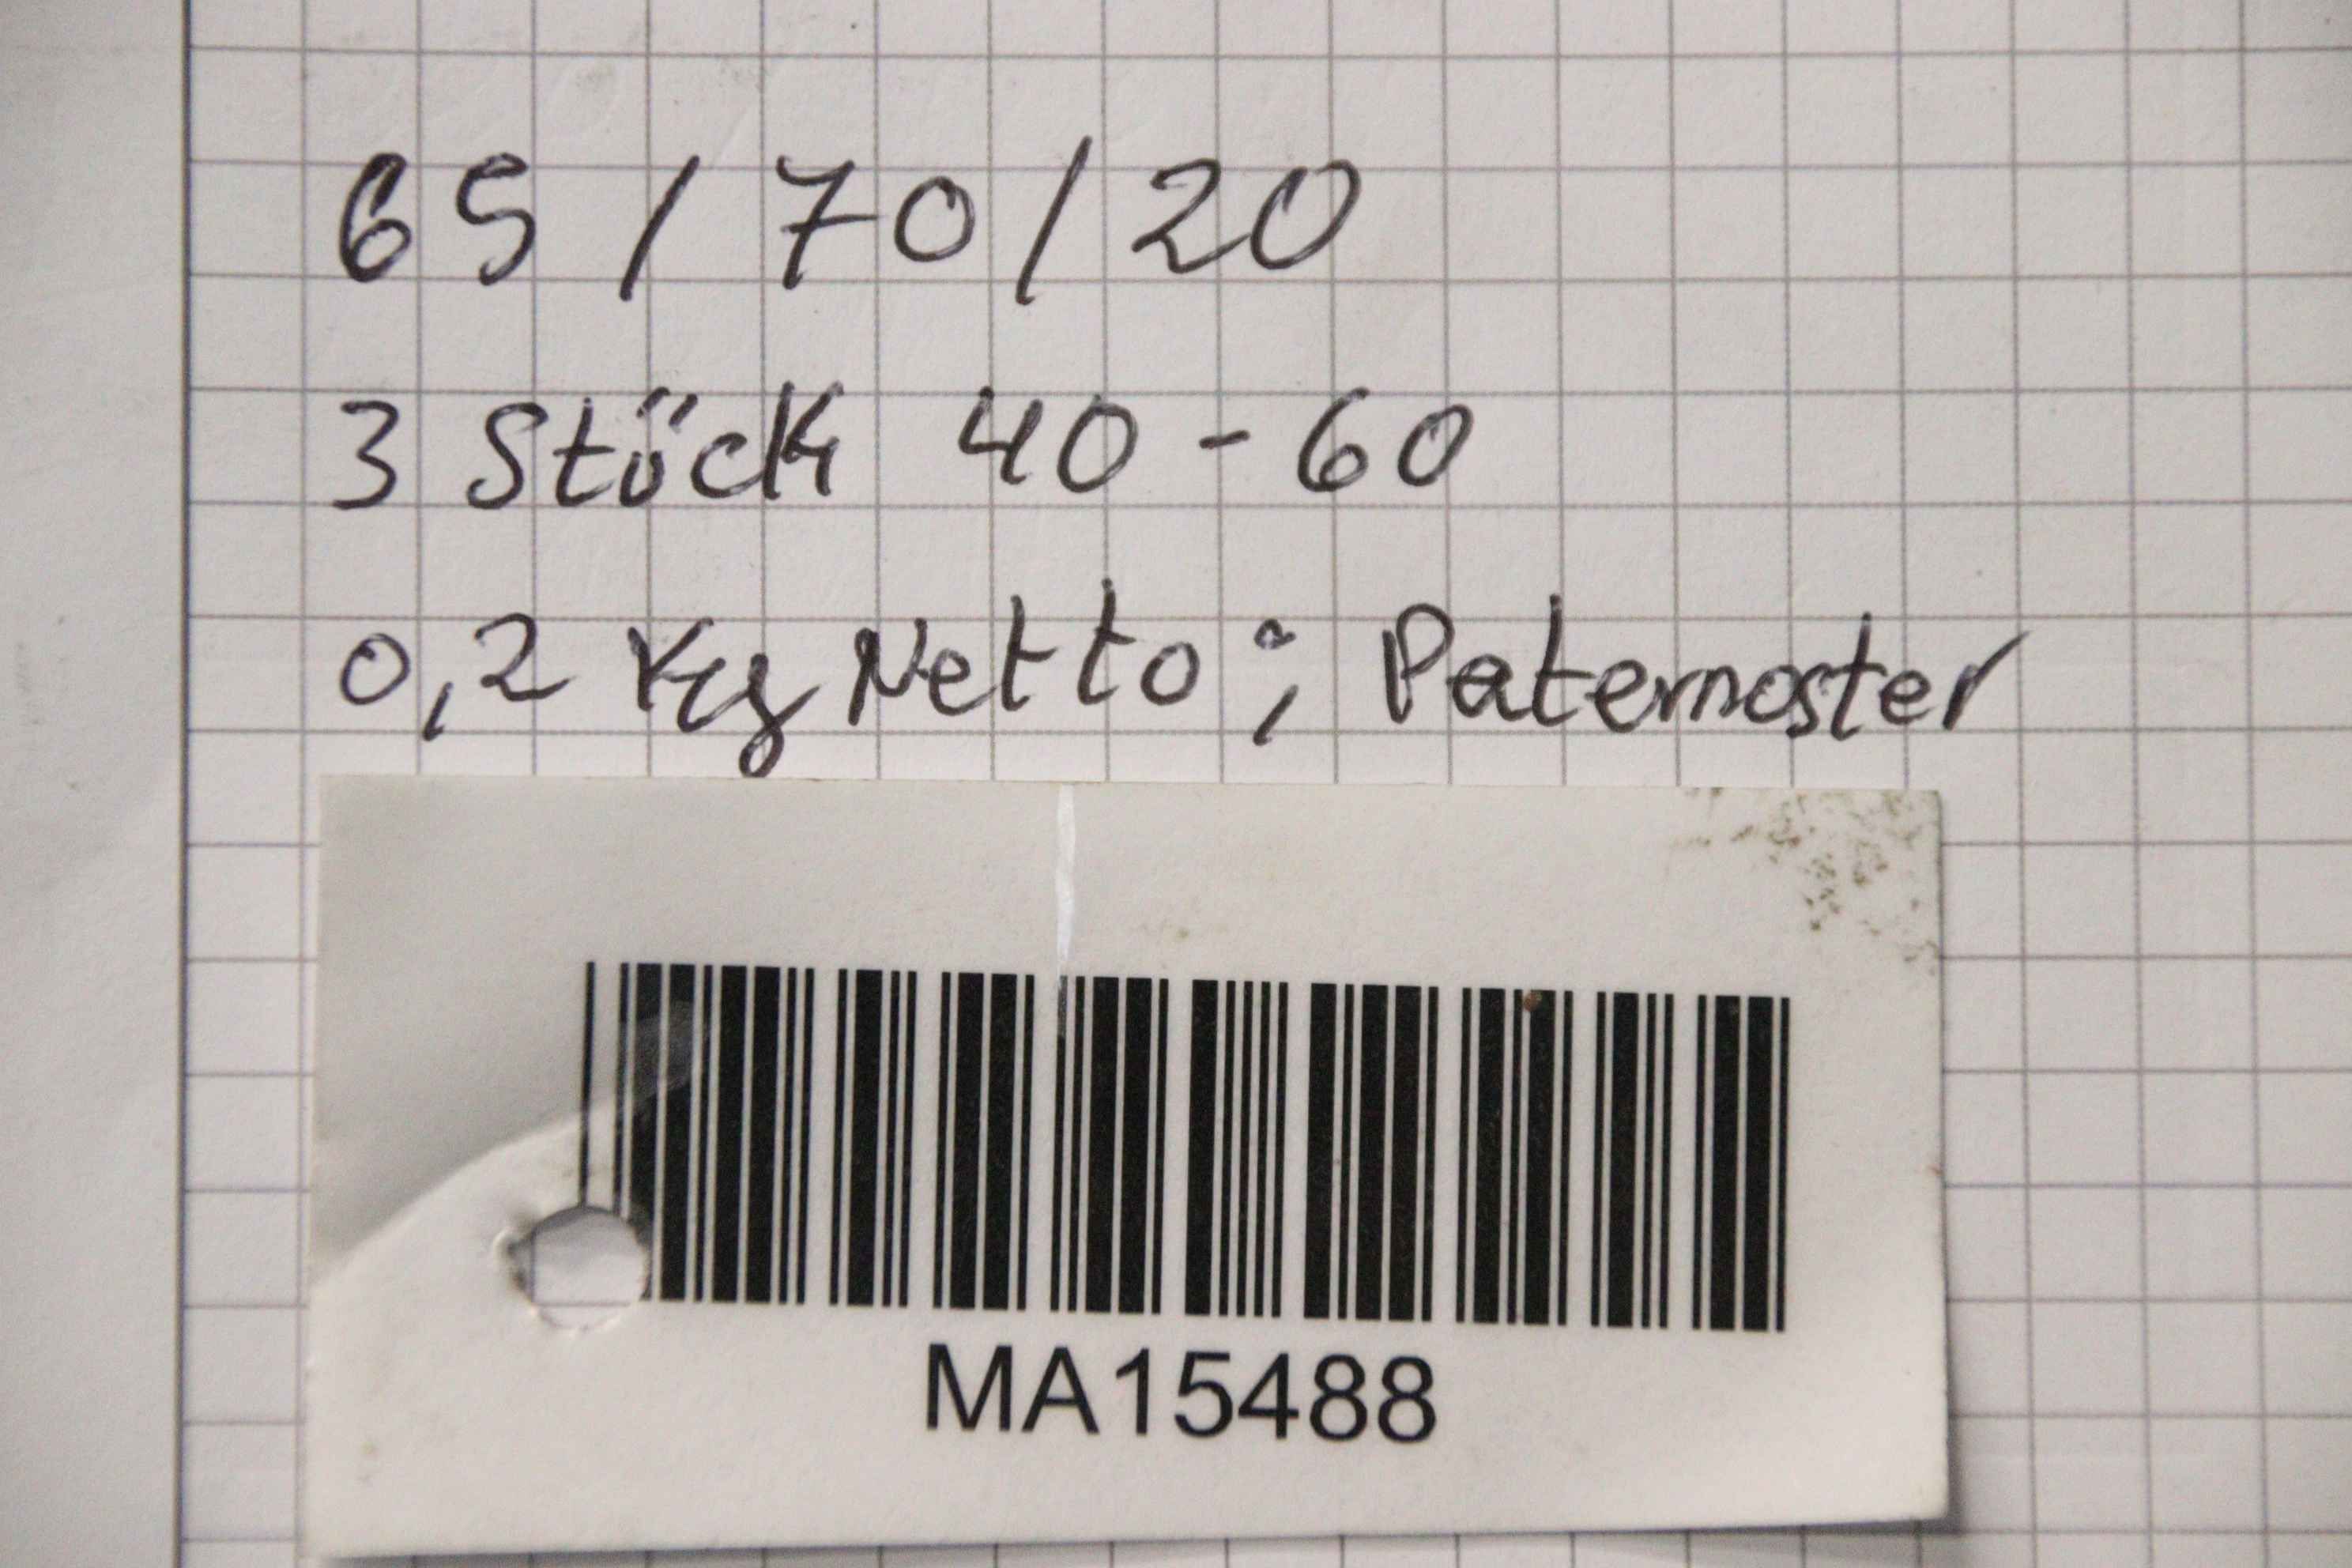 65 / 70 / 20
3 Stück 40 - 60
0,2 Kg Netto ; Paternoster
MA15488